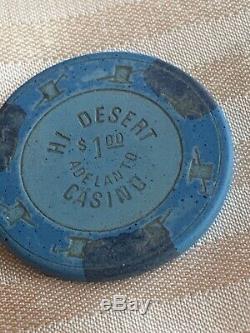 HI DESERT
$1.00
ADELANTO
CASINO